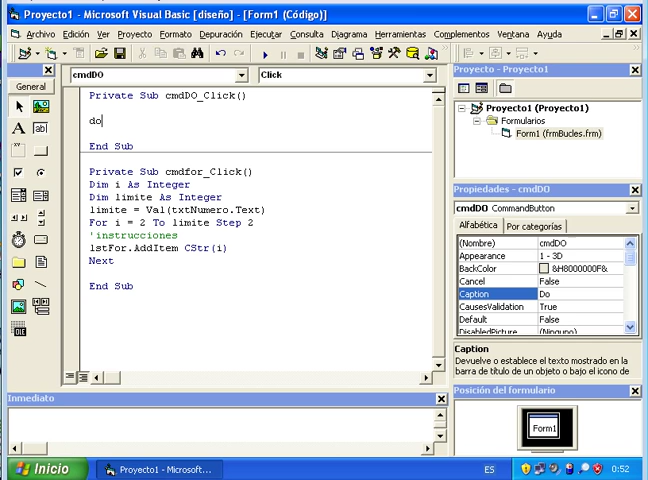 Proyecto1 - Microsoft Visual Basic [diseño] - [Form1 (Código)]
Archivo Edición Ver Proyecto Formato Depuración Ejecutar Consulta Diagrama Herramientas Complementos Ventana Ayuda
General
cmdDO Click
Private Sub cmdDO_Click()
do
End Sub
Private Sub cmdfor_Click()
Dim i As Integer
Dim limite As Integer
limite = Val(txtNumero.Text)
For i = 2 To limite Step 2
'instrucciones
lstFor.AddItem CStr(i)
Next
End Sub
Proyecto - Proyecto1
Proyecto1 (Proyecto1)
Formularios
Form1 (frmBucles.frm)
Propiedades - cmdDO
cmdDO CommandButton
Alfabética Por categorías
(Nombre) cmdDO
Appearance 1 - 3D
BackColor &H8000000F&
Cancel False
Caption Do
CausesValidation True
Default False
DisabledPicture (Ninguno)
Caption
Devuelve o establece el texto mostrado en la
barra de título de un objeto o bajo el icono de
Inmediato
Posición del formulario
Form1
Inicio
Proyecto1 - Microsoft...
ES
0:52